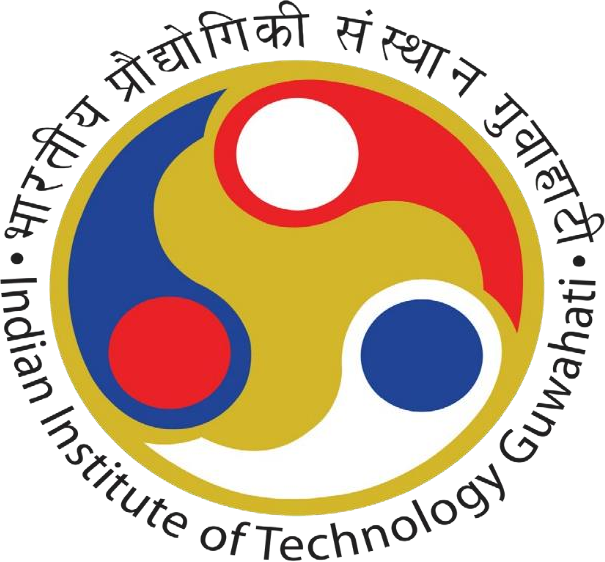 भारतीय प्रौद्योगिकी संस्थान गुवाहाटी
Indian Institute of Technology Guwahati